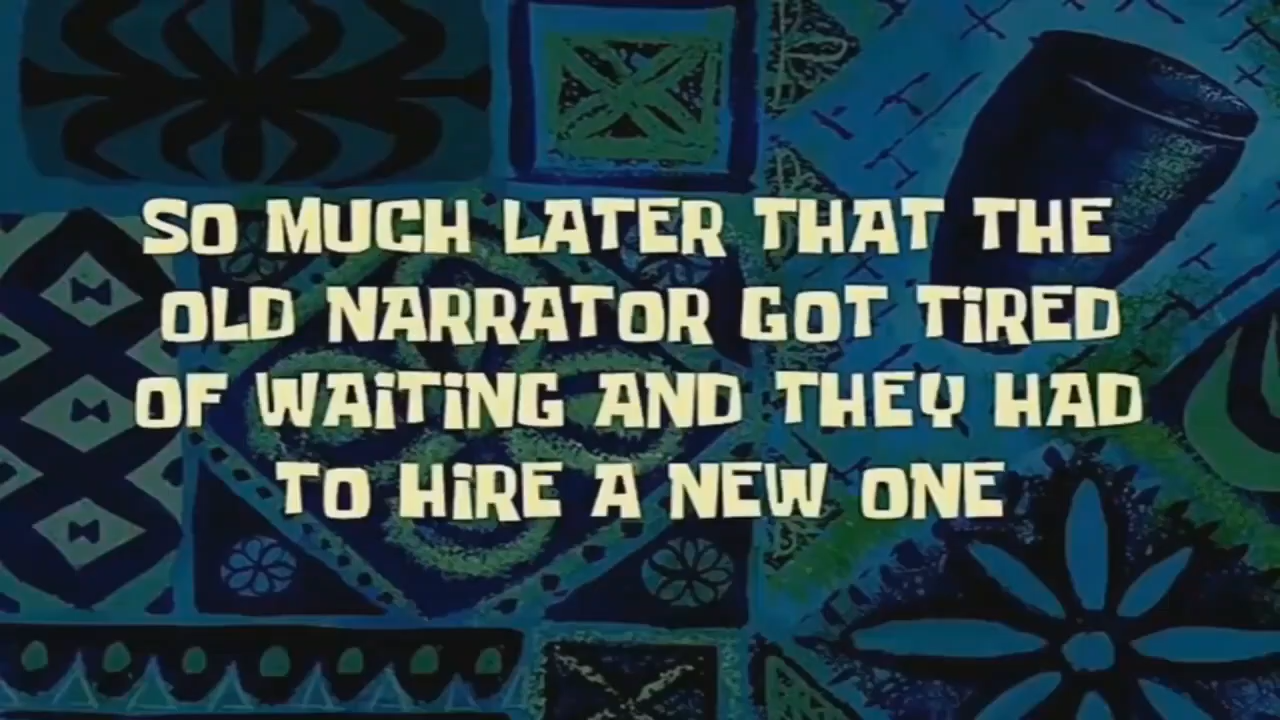 SO MUCH LATER THAT THE
OLD NARRATOR GOT TiRED
OF WAiTiNG AND THEY HAD
TO HiRE A NEW ONE